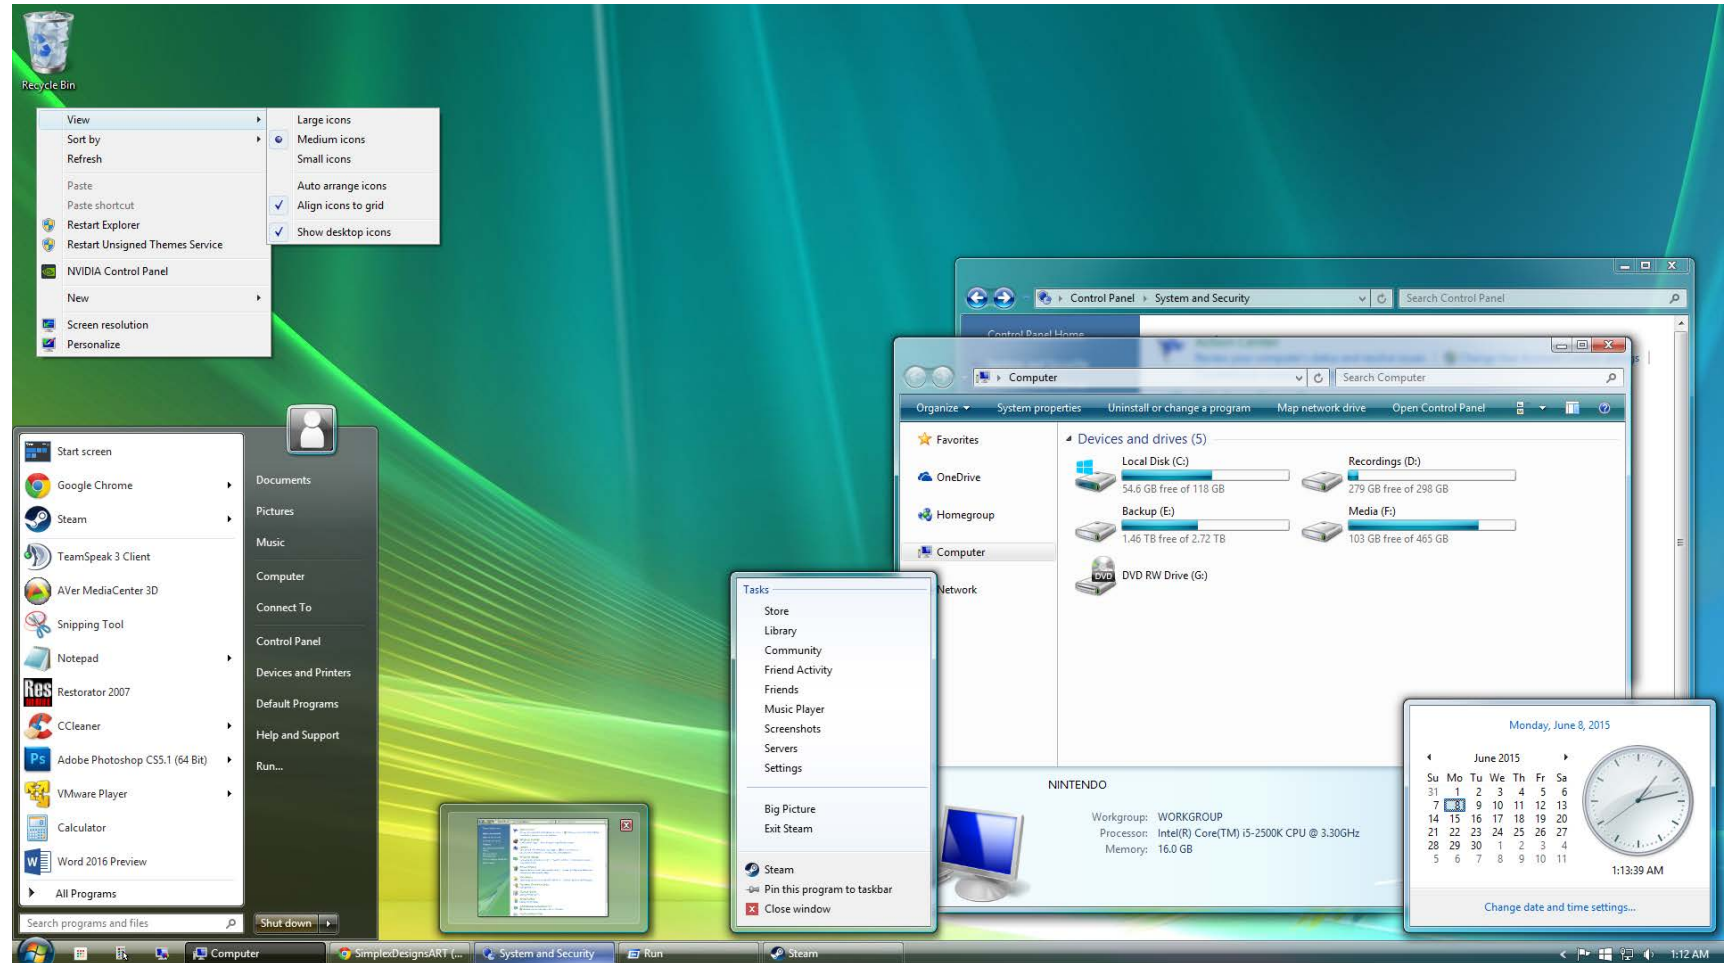 Recycle Bin
View
Sort by
Refresh
Paste
Paste shortcut
Restart Explorer
Restart Unsigned Themes Service
NVIDIA Control Panel
New
Screen resolution
Personalize
Large icons
Medium icons
Small icons
Auto arrange icons
Align icons to grid
Show desktop icons
Start screen
Google Chrome
Steam
TeamSpeak 3 Client
AVer MediaCenter 3D
Snipping Tool
Notepad
Restorator 2007
CCleaner
Adobe Photoshop CS5.1 (64 Bit)
VMware Player
Calculator
Word 2016 Preview
All Programs
Search programs and files
Documents
Pictures
Music
Computer
Connect To
Control Panel
Devices and Printers
Default Programs
Help and Support
Run...
Shut down
Control Panel System and Security
Search Control Panel
Control Panel Home
Computer
Search Computer
Organize System properties Uninstall or change a program Map network drive Open Control Panel
Favorites
OneDrive
Homegroup
Computer
Network
Devices and drives (5)
Local Disk (C:)
54.6 GB free of 118 GB
Recordings (D:)
279 GB free of 298 GB
Backup (E:)
1.46 TB free of 2.72 TB
Media (F:)
103 GB free of 465 GB
DVD
DVD RW Drive (G:)
NINTENDO
Workgroup: WORKGROUP
Processor: Intel(R) Core(TM) i5-2500K CPU @ 3.30GHz
Memory: 16.0 GB
Tasks
Store
Library
Community
Friend Activity
Friends
Music Player
Screenshots
Servers
Settings
Big Picture
Exit Steam
Steam
Pin this program to taskbar
Close window
Monday, June 8, 2015
June 2015
Su Mo Tu We Th Fr Sa
31 1 2 3 4 5 6
7 8 9 10 11 12 13
14 15 16 17 18 19 20
21 22 23 24 25 26 27
28 29 30 1 2 3 4
5 6 7 8 9 10 11
1:13:39 AM
Change date and time settings...
Computer
SimplexDesignsART (...
System and Security
Run
Steam
1:12 AM